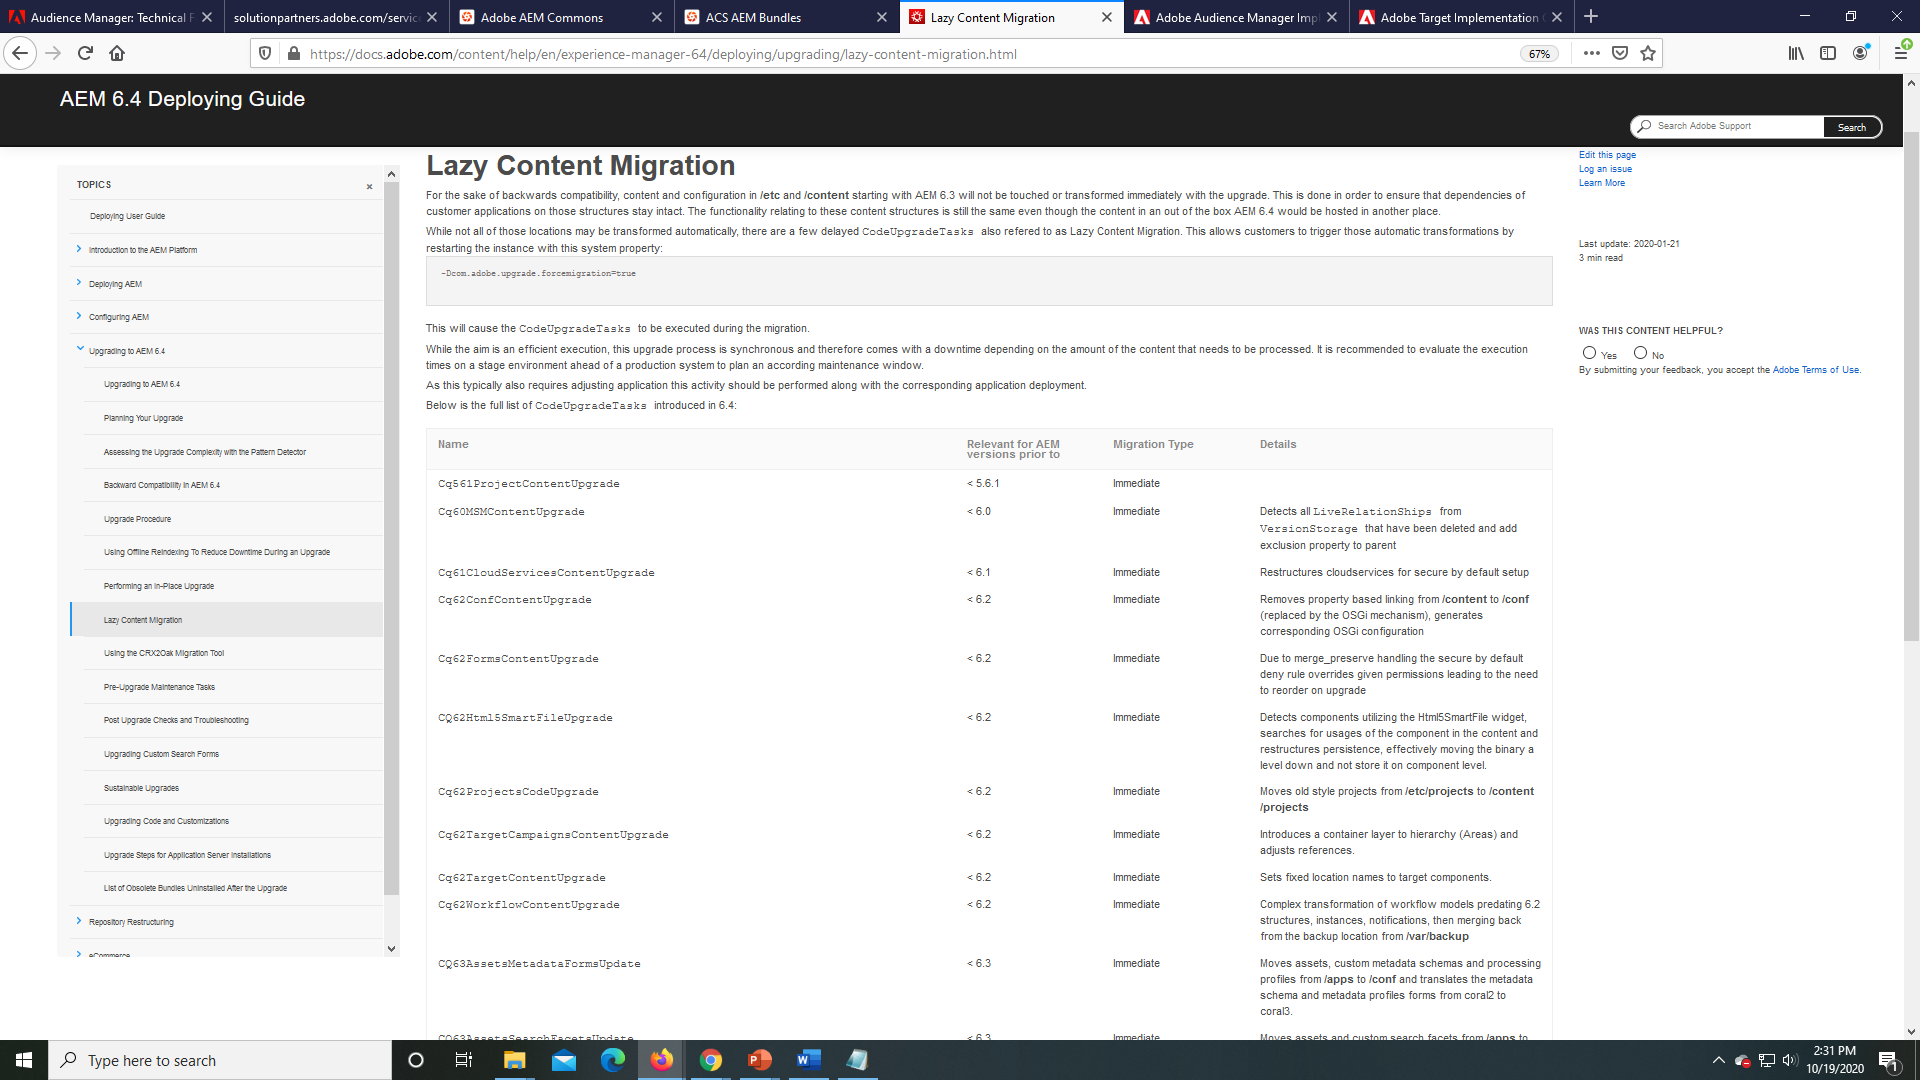 Audience Manager: Technical F
solutionpartners.adobe.com/servic
Adobe AEM Commons
ACS AEM Bundles
Lazy Content Migration
Adobe Audience Manager Impl
Adobe Target Implementation
https://docs.adobe.com/content/help/en/experience-manager-64/deploying/upgrading/lazy-content-migration.html
67%
AEM 6.4 Deploying Guide
Search Adobe Support
Search
TOPICS
Deploying User Guide
Introduction to the AEM Platform
Deploying AEM
Configuring AEM
Upgrading to AEM 6.4
Upgrading to AEM 6.4
Planning Your Upgrade
Assessing the Upgrade Complexity with the Pattern Detector
Backward Compatibility in AEM 6.4
Upgrade Procedure
Using Offline Reindexing To Reduce Downtime During an Upgrade
Performing an In-Place Upgrade
Lazy Content Migration
Using the CRX2Oak Migration Tool
Pre-Upgrade Maintenance Tasks
Post Upgrade Checks and Troubleshooting
Upgrading Custom Search Forms
Sustainable Upgrades
Upgrading Code and Customizations
Upgrade Steps for Application Server Installations
List of Obsolete Bundles Uninstalled After the Upgrade
Repository Restructuring
eCommerce
Lazy Content Migration
For the sake of backwards compatibility, content and configuration in /etc and /content starting with AEM 6.3 will not be touched or transformed immediately with the upgrade. This is done in order to ensure that dependencies of
customer applications on those structures stay intact. The functionality relating to these content structures is still the same even though the content in an out of the box AEM 6.4 would be hosted in another place.
While not all of those locations may be transformed automatically, there are a few delayed CodeUpgradeTasks also refered to as Lazy Content Migration. This allows customers to trigger those automatic transformations by
restarting the instance with this system property:
-Dcom.adobe.upgrade.forcemigration=true
This will cause the CodeUpgradeTasks to be executed during the migration.
While the aim is an efficient execution, this upgrade process is synchronous and therefore comes with a downtime depending on the amount of the content that needs to be processed. It is recommended to evaluate the execution
times on a stage environment ahead of a production system to plan an according maintenance window.
As this typically also requires adjusting application this activity should be performed along with the corresponding application deployment.
Below is the full list of CodeUpgradeTasks introduced in 6.4:
Name Relevant for AEM versions prior to Migration Type Details
Cq561ProjectContentUpgrade < 5.6.1 Immediate
Cq60MSMContentUpgrade < 6.0 Immediate Detects all LiveRelationShips from
VersionStorage that have been deleted and add
exclusion property to parent
Cq61CloudServicesContentUpgrade < 6.1 Immediate Restructures cloudservices for secure by default setup
Cq62ConfContentUpgrade < 6.2 Immediate Removes property based linking from /content to /conf
(replaced by the OSGi mechanism), generates
corresponding OSGi configuration
Cq62FormsContentUpgrade < 6.2 Immediate Due to merge_preserve handling the secure by default
deny rule overrides given permissions leading to the need
to reorder on upgrade
CQ62Html5SmartFileUpgrade < 6.2 Immediate Detects components utilizing the Html5SmartFile widget,
searches for usages of the component in the content and
restructures persistence, effectively moving the binary a
level down and not store it on component level.
Cq62ProjectsCodeUpgrade < 6.2 Immediate Moves old style projects from /etc/projects to /content
/projects
Cq62TargetCampaignsContentUpgrade < 6.2 Immediate Introduces a container layer to hierarchy (Areas) and
adjusts references.
Cq62TargetContentUpgrade < 6.2 Immediate Sets fixed location names to target components.
Cq62WorkflowContentUpgrade < 6.2 Immediate Complex transformation of workflow models predating 6.2
structures, instances, notifications, then merging back
from the backup location from /var/backup
CQ63AssetsMetadataFormsUpdate < 6.3 Immediate Moves assets, custom metadata schemas and processing
profiles from /apps to /conf and translates the metadata
schema and metadata profiles forms from coral2 to
coral3.
CQ63AssetsSearchFacetsUpdate < 6.3 Immediate Moves assets and custom search facets from /apps to
Edit this page
Log an issue
Learn More
Last update: 2020-01-21
3 min read
WAS THIS CONTENT HELPFUL?
Yes No
By submitting your feedback, you accept the Adobe Terms of Use.
Type here to search
2:31 PM
10/19/2020
1